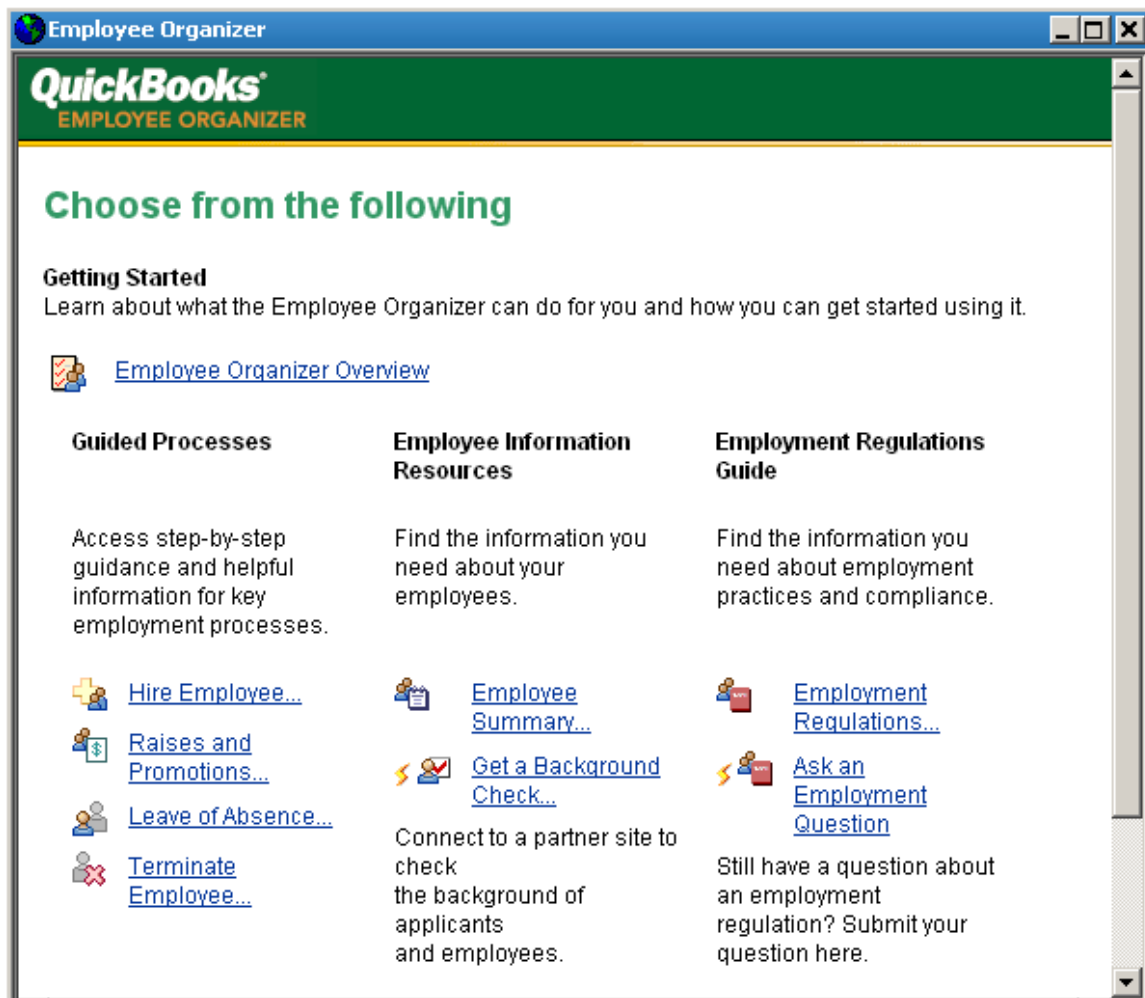 Employee Organizer
QuickBooks®
EMPLOYEE ORGANIZER
Choose from the following
Getting Started
Learn about what the Employee Organizer can do for you and how you can get started using it.
Employee Organizer Overview
Guided Processes
Access step-by-step
guidance and helpful
information for key
employment processes.
Hire Employee...
Raises and
Promotions...
Leave of Absence...
Terminate
Employee...
Employee Information
Resources
Find the information you
need about your
employees.
Employee
Summary...
Get a Background
Check...
Connect to a partner site to
check
the background of
applicants
and employees.
Employment Regulations
Guide
Find the information you
need about employment
practices and compliance.
Employment
Regulations...
Ask an
Employment
Question
Still have a question about
an employment
regulation? Submit your
question here.